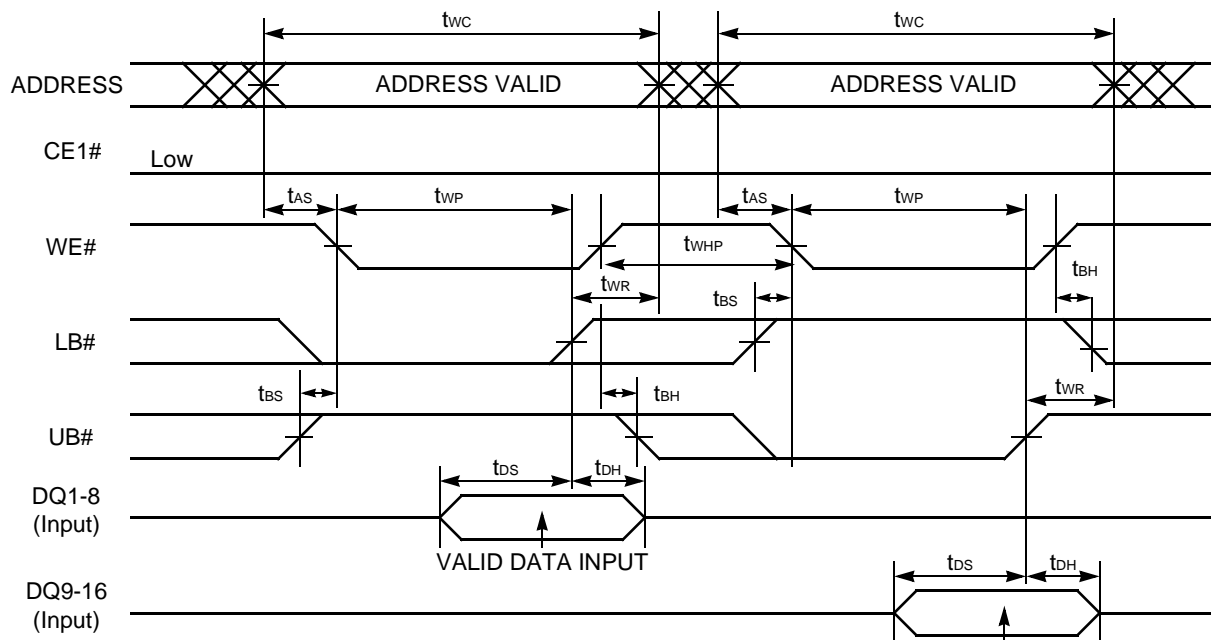 tWC tWC
ADDRESS ADDRESS VALID ADDRESS VALID
CE1# Low
tAS tWP tAS tWP
WE# tWHP tBH
tWR tBS
LB#
tBS tBH tWR
UB#
tDS tDH
DQ1-8
(Input)
VALID DATA INPUT
tDS tDH
DQ9-16
(Input)